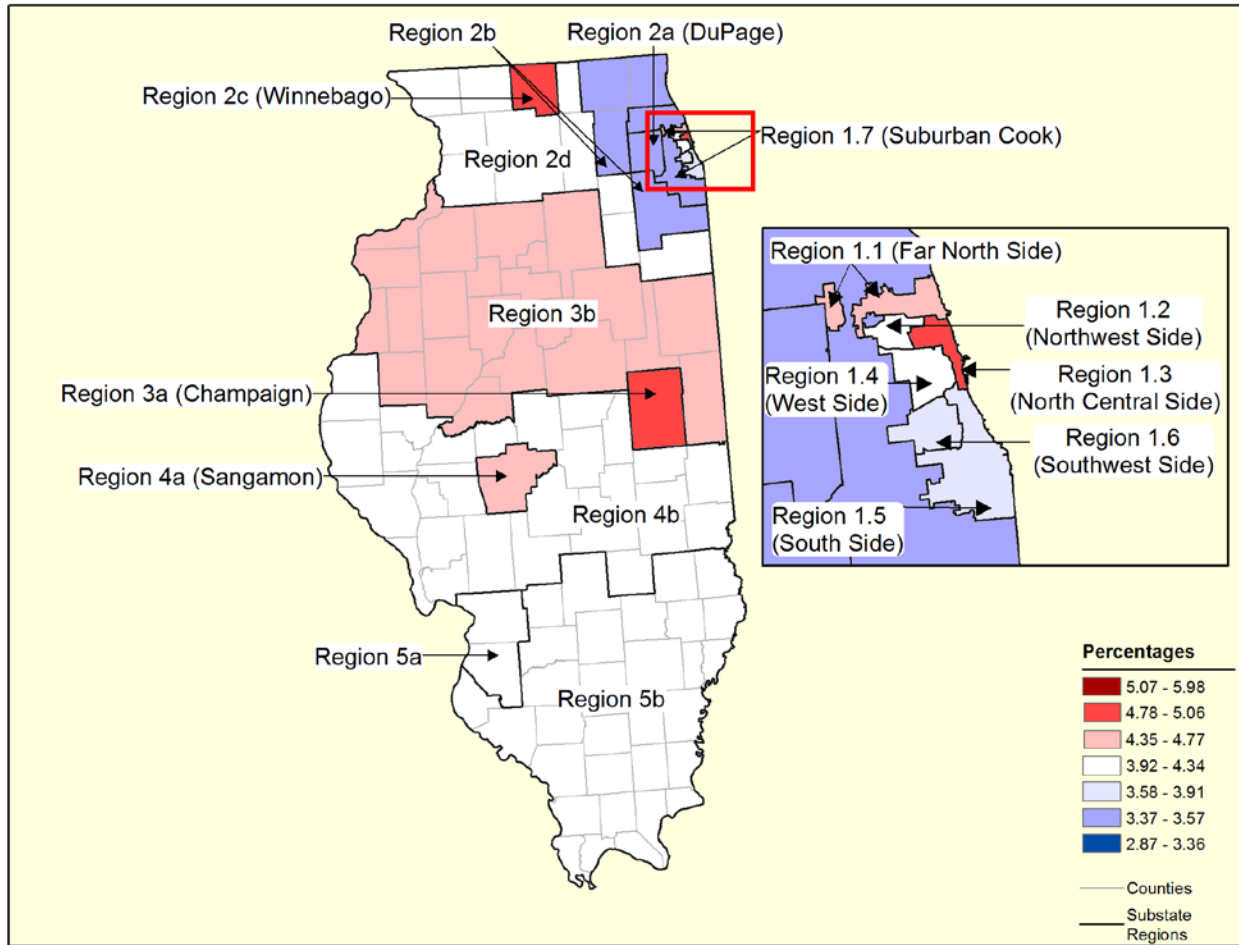 Region 2b
Region 2a (DuPage)
Region 2c (Winnebago)
Region 1.7 (Suburban Cook)
Region 2d
Region 1.1 (Far North Side)
Region 3b
Region 1.2
(Northwest Side)
Region 1.4
(West Side)
Region 1.3
(North Central Side)
Region 3a (Champaign)
Region 1.6
(Southwest Side)
Region 4a (Sangamon)
Region 4b
Region 1.5
(South Side)
Region 5a
Region 5b
Percentages
5.07 - 5.98
4.78 - 5.06
4.35 - 4.77
3.92 - 4.34
3.58 - 3.91
3.37 - 3.57
2.87 - 3.36
Counties
Substate
Regions